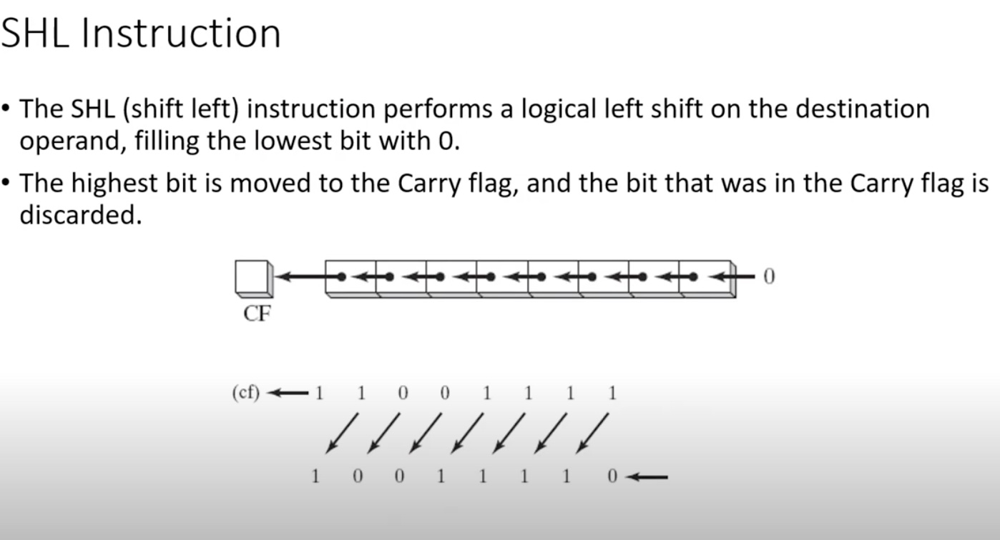 SHL Instruction
• The SHL (shift left) instruction performs a logical left shift on the destination
operand, filling the lowest bit with 0.
• The highest bit is moved to the Carry flag, and the bit that was in the Carry flag is
discarded.
0
CF
(cf) 1 1 0 0 1 1 1 1
1 0 0 1 1 1 1 0